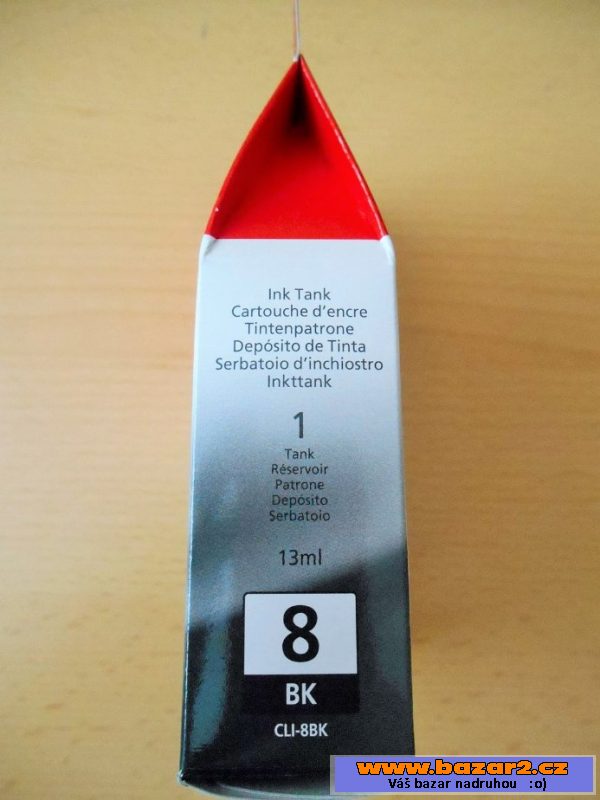 Ink Tank
Cartouche d'encre
Tintenpatrone
Depósito de Tinta
Serbatoio d'inchiostro
Inkttank
1
Tank
Réservoir
Patrone
Depósito
Serbatoio
13ml
8
BK
CLI-8BK
www.bazar2.cz
Váš bazar nadruhou :o)